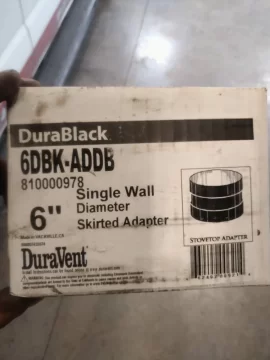 DuraBlack
6DBK-ADDB
810000978
6"
Single Wall
Diameter
Skirted Adapter
DuraVent
STOVETOP ADAPTER